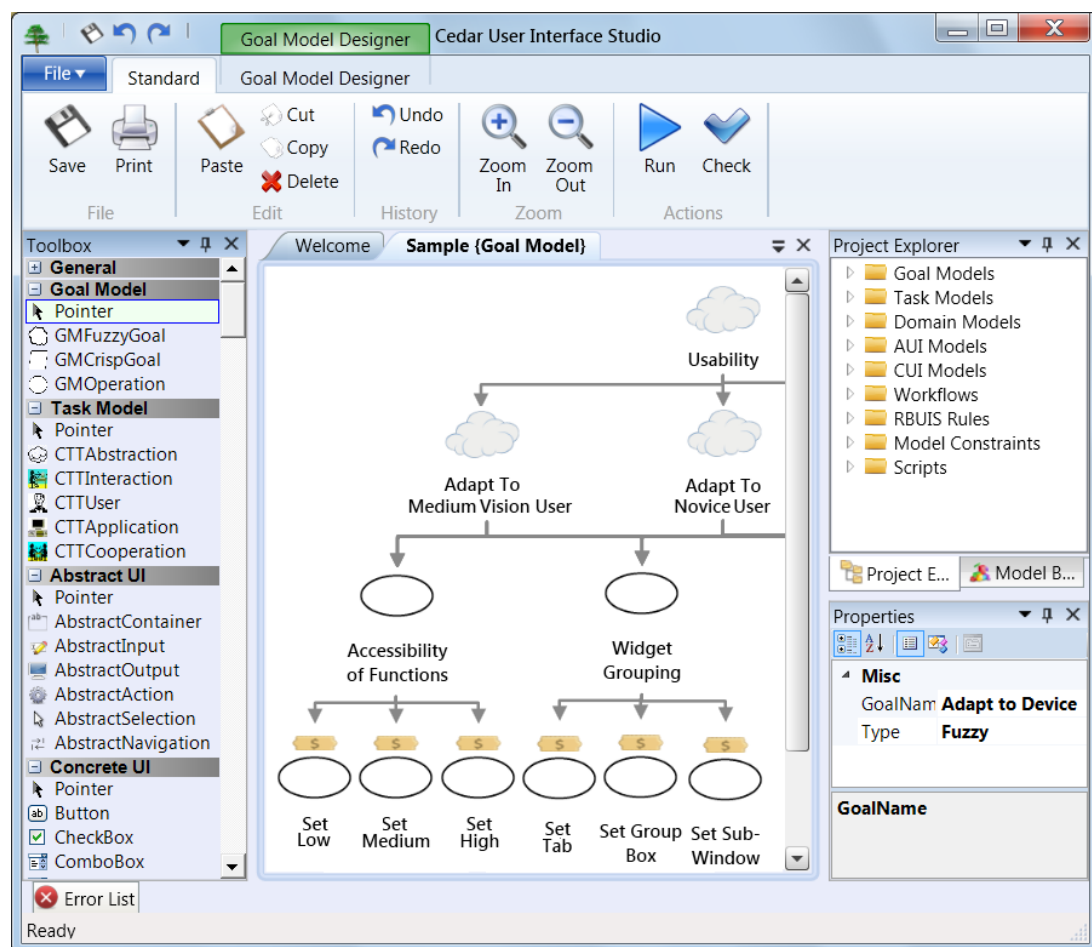 Goal Model Designer Cedar User Interface Studio
File Standard Goal Model Designer
Save Print Paste Cut Copy Delete Undo Redo Zoom In Zoom Out Run Check
File Edit History Zoom Actions
Toolbox
General
Goal Model
Pointer
GMFuzzyGoal
GMCrispGoal
GMOperation
Task Model
Pointer
CTTAbstraction
CTTInteraction
CTTUser
CTTApplication
CTTCooperation
Abstract UI
Pointer
AbstractContainer
AbstractInput
AbstractOutput
AbstractAction
AbstractSelection
AbstractNavigation
Concrete UI
Pointer
Button
CheckBox
ComboBox
Welcome Sample {Goal Model}
Usability
Adapt To
Medium Vision User
Adapt To
Novice User
Accessibility
of Functions
Widget
Grouping
$ $ $ $ $ $
Set
Low
Set
Medium
Set
High
Set
Tab
Set Group
Box
Set Sub-
Window
Project Explorer
Goal Models
Task Models
Domain Models
AUI Models
CUI Models
Workflows
RBUIS Rules
Model Constraints
Scripts
Project E... Model B...
Properties
Misc
GoalNam Adapt to Device
Type Fuzzy
GoalName
Error List
Ready